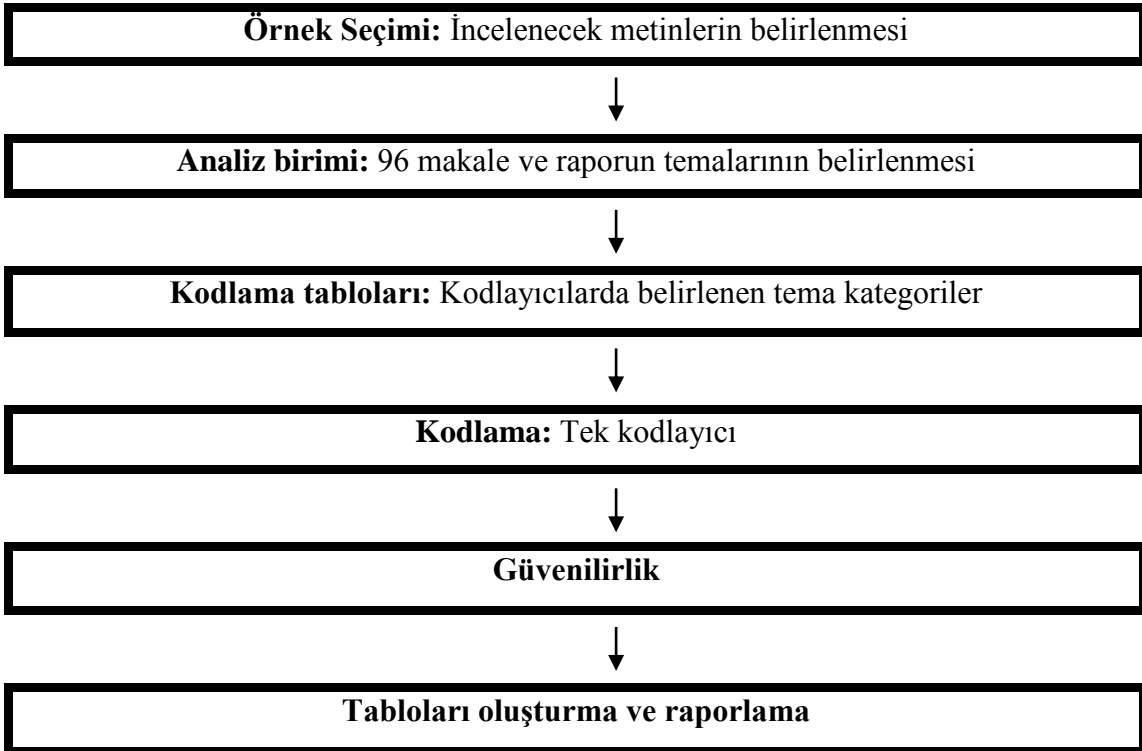 Örnek Seçimi: İncelenecek metinlerin belirlenmesi
Analiz birimi: 96 makale ve raporun temalarının belirlenmesi
Kodlama tabloları: Kodlayıcılarda belirlenen tema kategoriler
Kodlama: Tek kodlayıcı
Güvenilirlik
Tabloları oluşturma ve raporlama